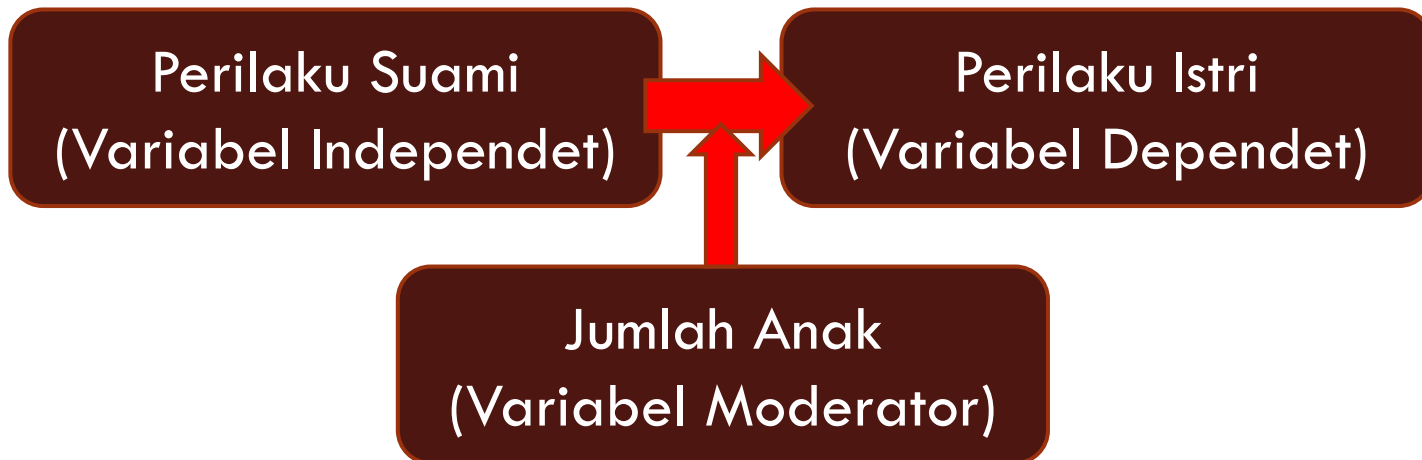 Perilaku Suami
(Variabel Independet)
Perilaku Istri
(Variabel Dependet)
Jumlah Anak
(Variabel Moderator)